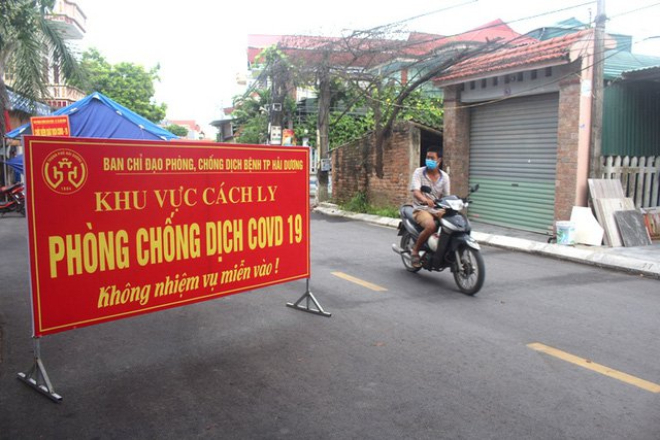 BAN CHỈ ĐẠO PHÒNG, CHỐNG DỊCH BỆNH TP HẢI DƯƠNG
KHU VỰC CÁCH LY
PHÒNG CHỐNG DỊCH COVD 19
Không nhiệm vụ miễn vào !